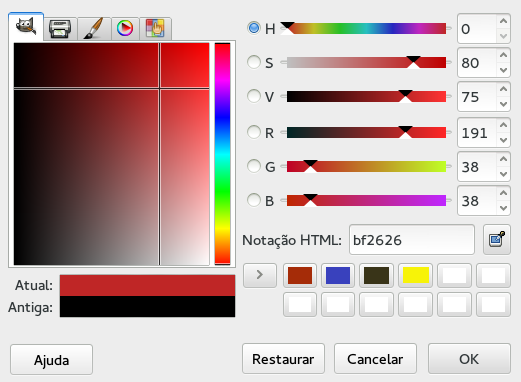 H 0
S 80
V 75
R 191
G 38
B 38
Notação HTML: bf2626
>
Atual:
Antiga:
Ajuda
Restaurar
Cancelar
OK